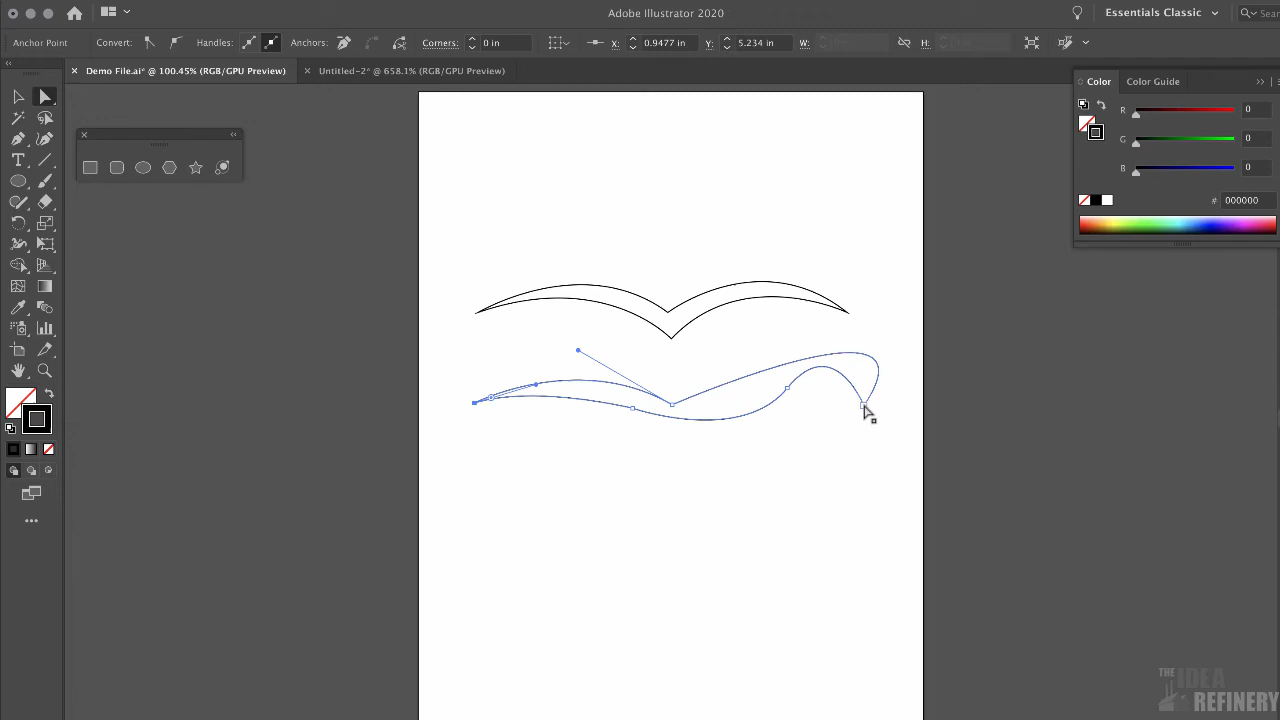 Adobe Illustrator 2020
Essentials Classic
Sear
Anchor Point
Convert:
Handles:
Anchors:
Corners:
0 in
X:
0.9477 in
Y:
5.234 in
W:
H:
Demo File.ai* @ 100.45% (RGB/GPU Preview)
Untitled-2* @ 658.1% (RGB/GPU Preview)
Color
Color Guide
R
0
G
0
B
0
#
000000
THE
IDEA
REFINERY